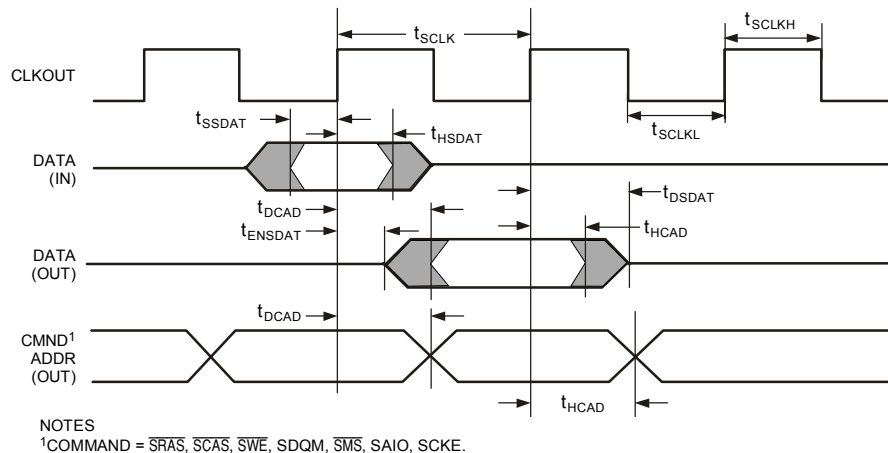 tSCLK
tSCLKH
CLKOUT
tSSDAT
tHSDAT
tSCLKL
DATA
(IN)
tDCAD
tDSDAT
tENSDAT
tHCAD
DATA
(OUT)
tDCAD
CMND1
ADDR
(OUT)
tHCAD
NOTES
1COMMAND = SRAS, SCAS, SWE, SDQM, SMS, SAIO, SCKE.